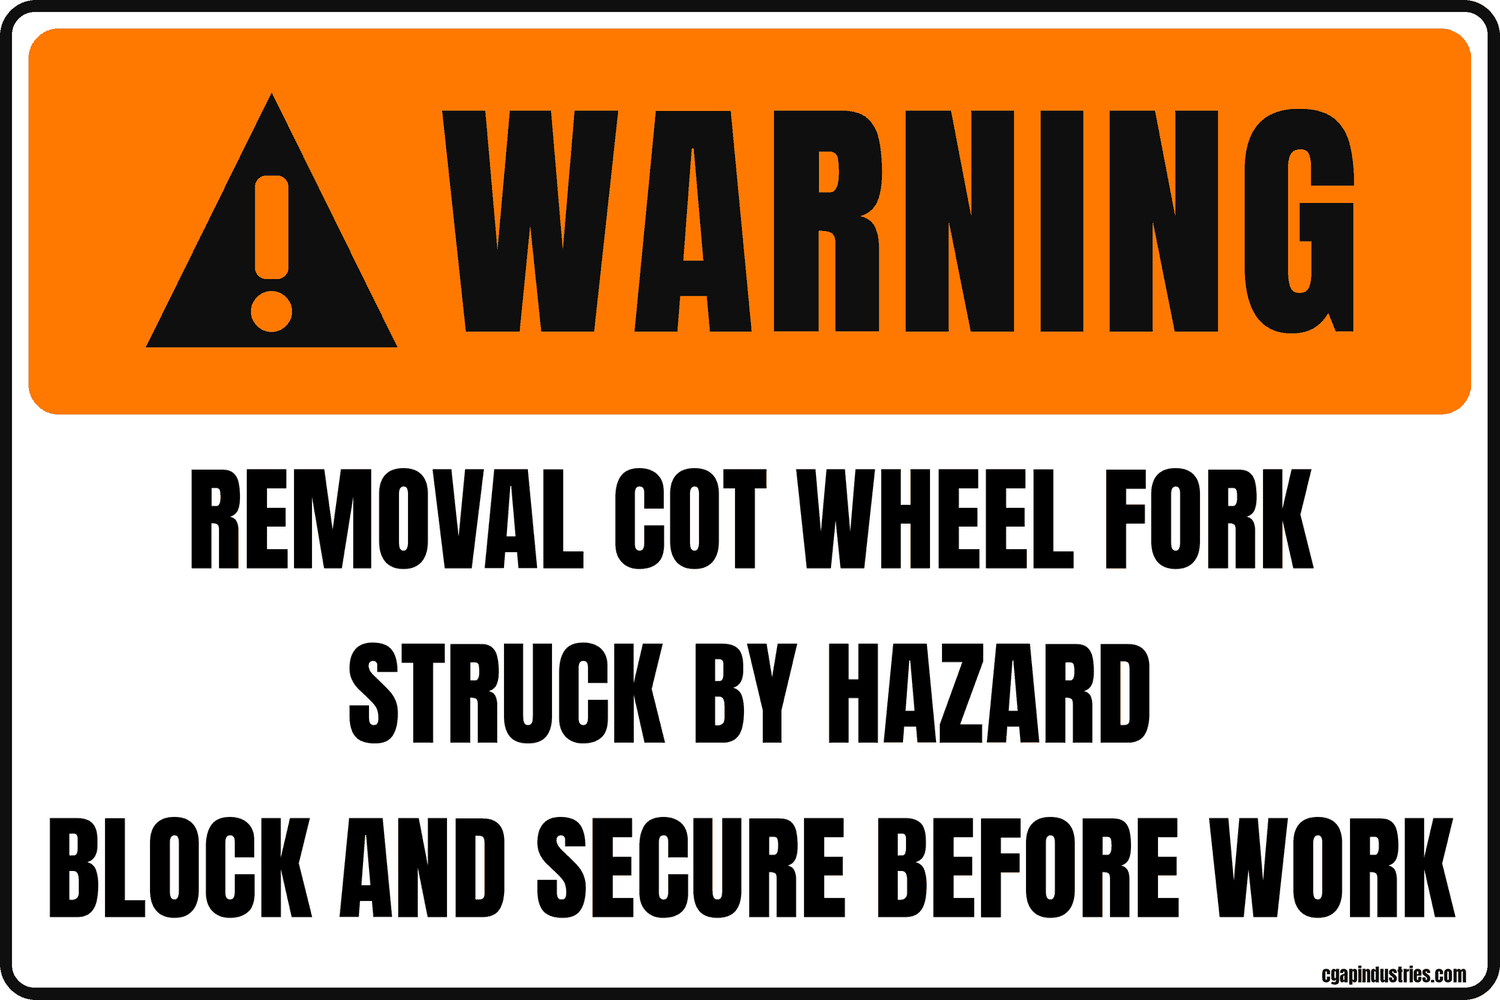 WARNING
REMOVAL COT WHEEL FORK
STRUCK BY HAZARD
BLOCK AND SECURE BEFORE WORK
cgapindustries.com